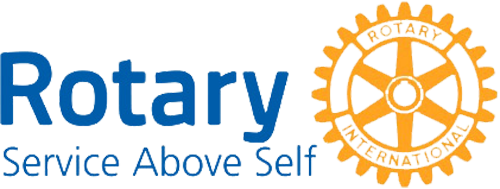 Rotary
Service Above Self
ROTARY
INTERNATIONAL